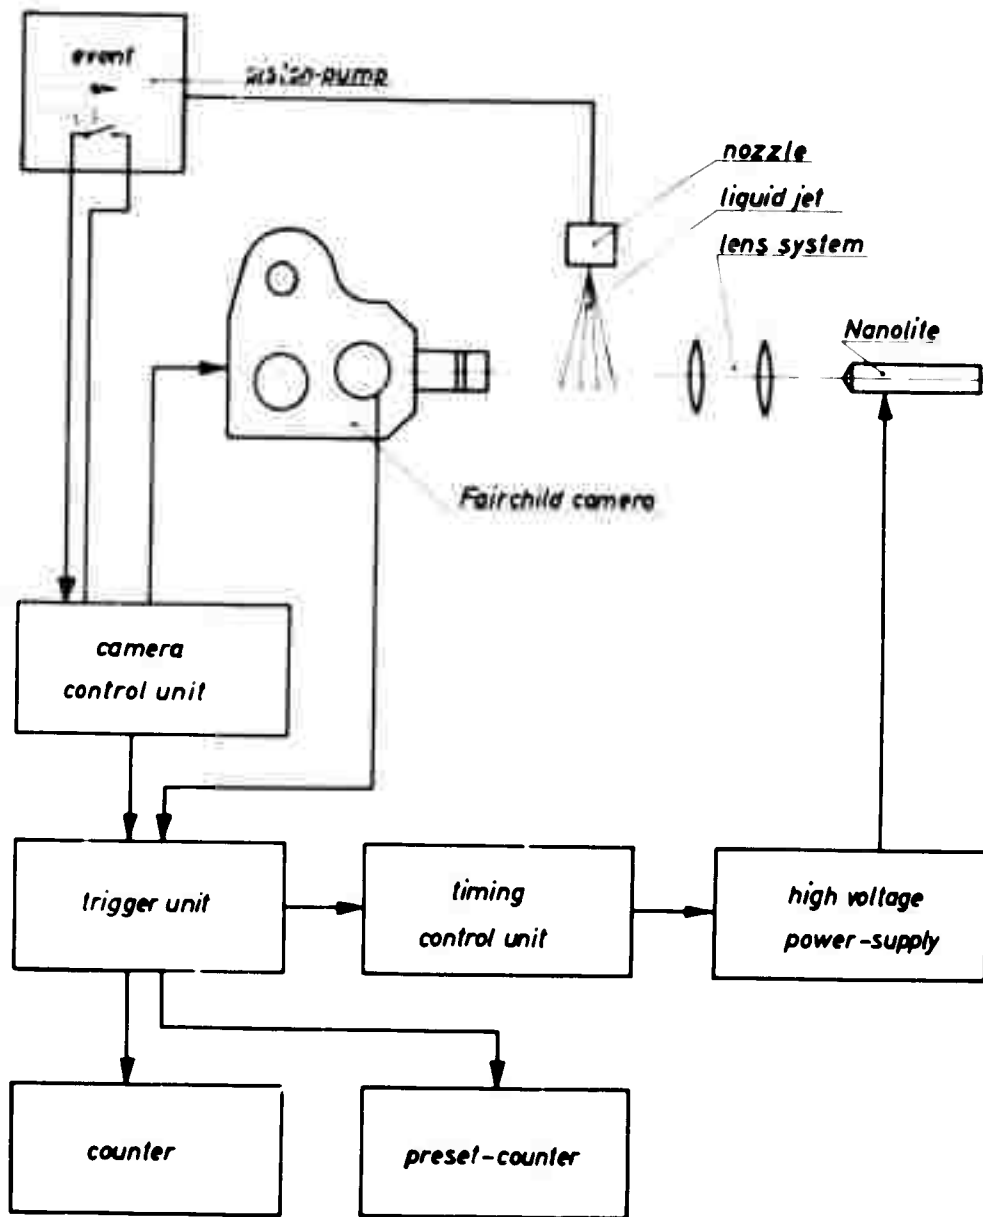 event
piston-pump
nozzle
liquid jet
lens system
Nanolite
Fairchild camera
camera
control unit
trigger unit
timing
control unit
high voltage
power-supply
counter
preset-counter